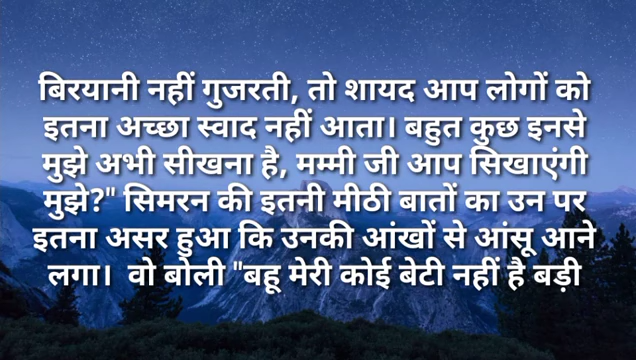 बिरयानी नहीं गुजरती, तो शायद आप लोगों को
इतना अच्छा स्वाद नहीं आता। बहुत कुछ इनसे
मुझे अभी सीखना है, मम्मी जी आप सिखाएंगी
मुझे?" सिमरन की इतनी मीठी बातों का उन पर
इतना असर हुआ कि उनकी आंखों से आंसू आने
लगा। वो बोली "बहू मेरी कोई बेटी नहीं है बड़ी